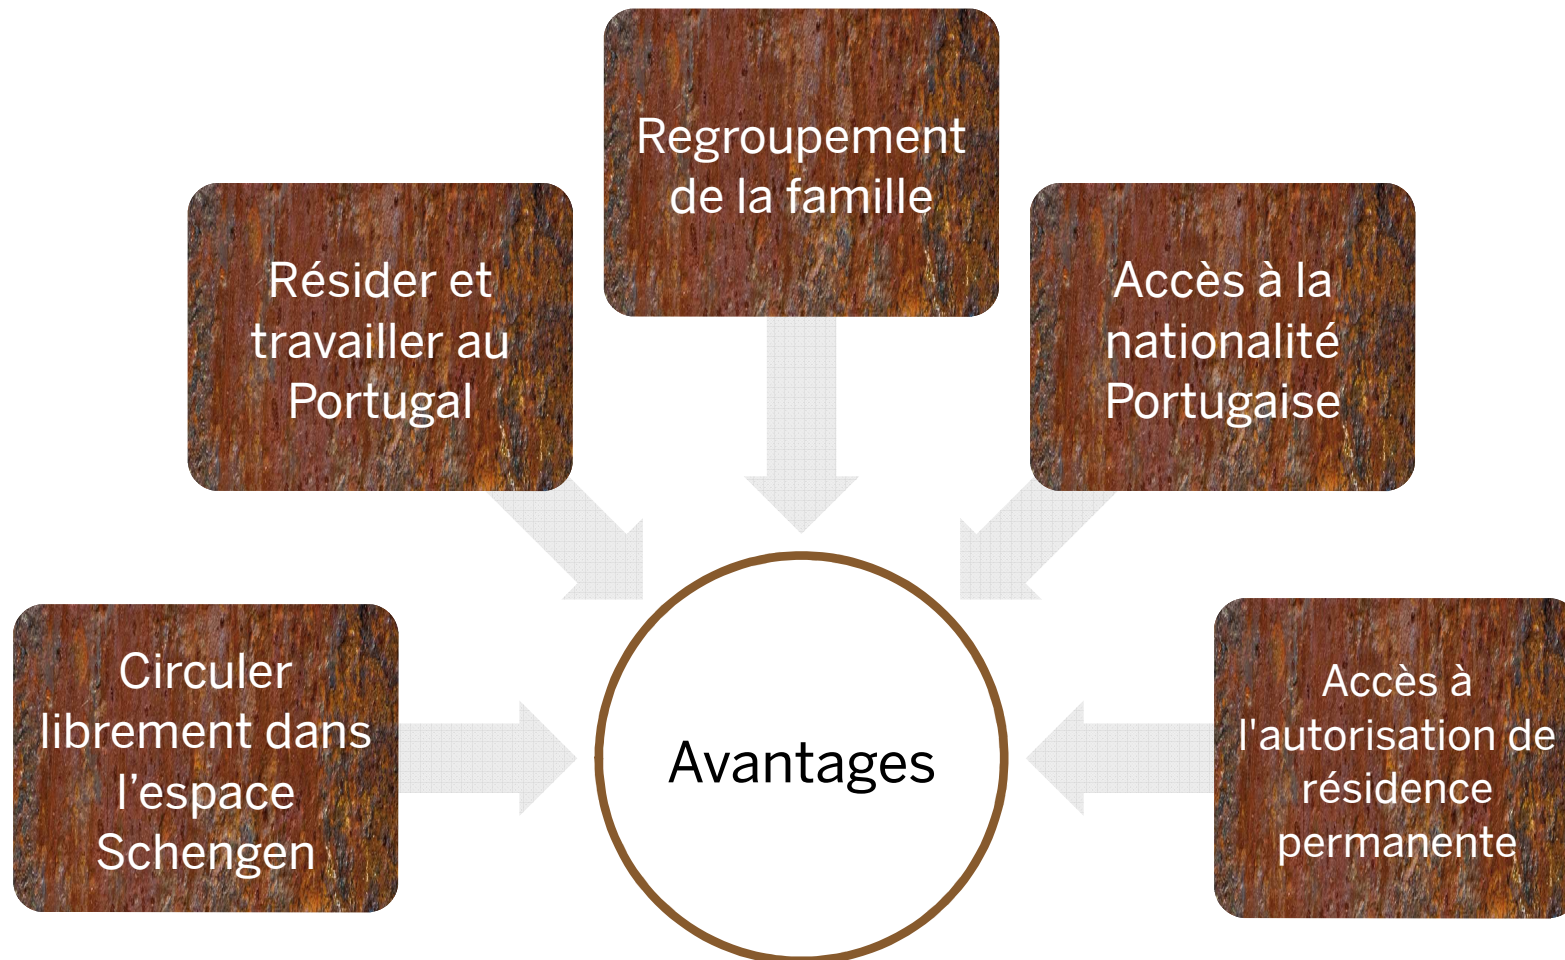 Regroupement
de la famille
Résider et
travailler au
Portugal
Accès à la
nationalité
Portugaise
Circuler
librement dans
l’espace
Schengen
Avantages
Accès à
l'autorisation de
résidence
permanente